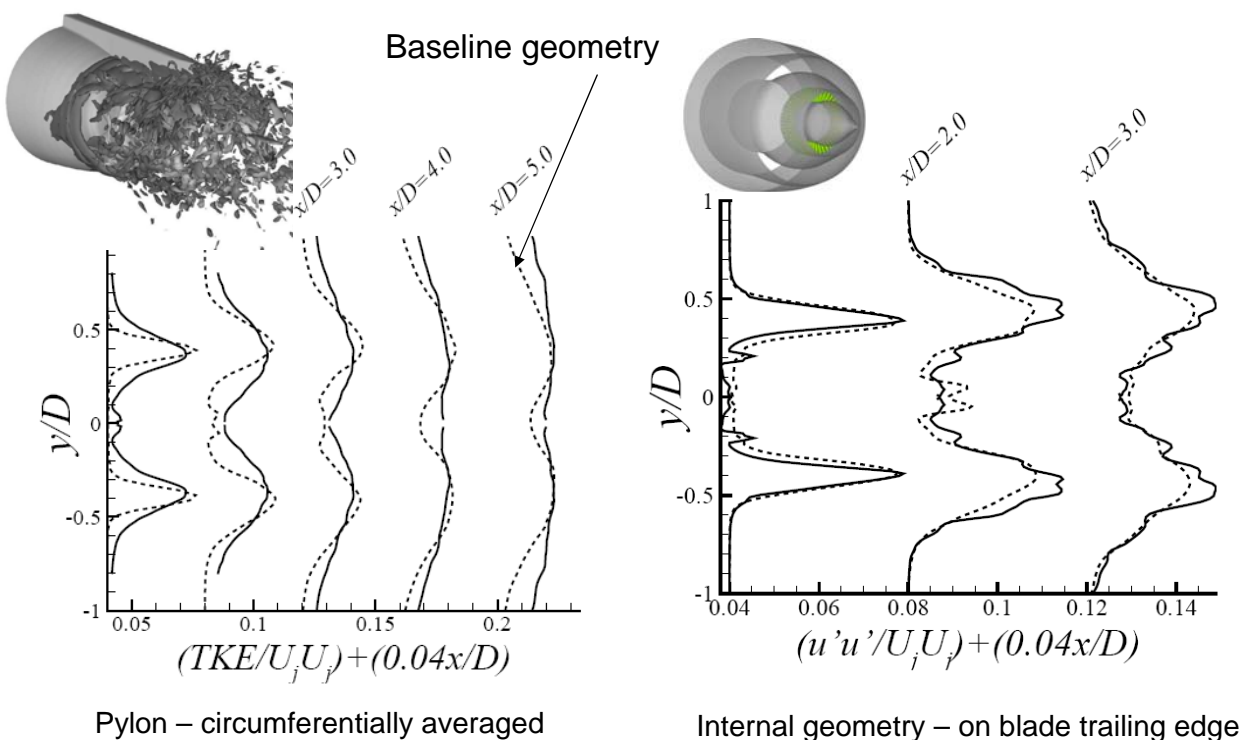 Baseline geometry
x/D=3.0
x/D=4.0
x/D=5.0
x/D=2.0
x/D=3.0
y/D
0.5
0
-0.5
-1
0.05
0.1
0.15
0.2
(TKE/UjUj)+(0.04x/D)
y/D
1
0.5
0
-0.5
-1
0.04
0.06
0.08
0.1
0.12
0.14
(u’u’/UjUj)+(0.04x/D)
Pylon – circumferentially averaged
Internal geometry – on blade trailing edge